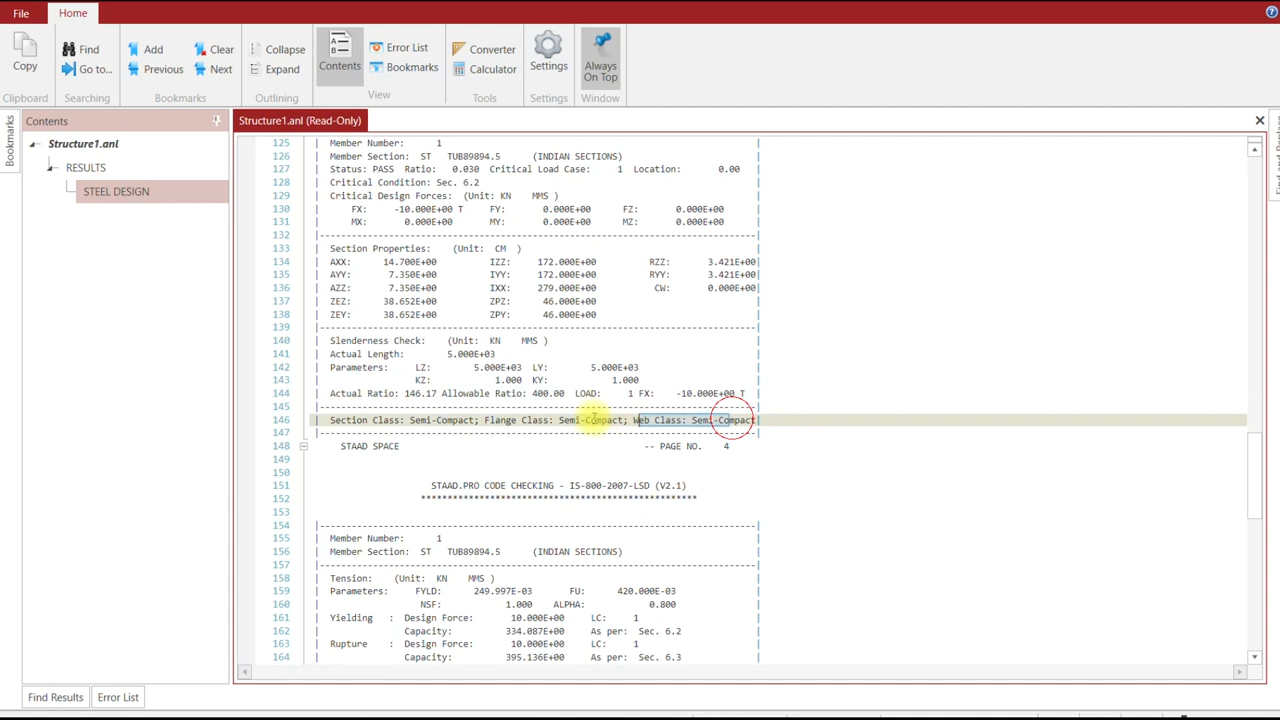 File Home
Copy Find Add Clear Collapse Contents Error List Converter Settings Always
Go to... Previous Next Expand Bookmarks Calculator On Top
Clipboard Searching Bookmarks Outlining View Tools Settings Window
Bookmarks
Contents
Structure1.anl
RESULTS
STEEL DESIGN
Structure1.anl (Read-Only)
Find and Replace
125 | Member Number: 1
126 | Member Section: ST TUB89894.5 (INDIAN SECTIONS)
127 | Status: PASS Ratio: 0.030 Critical Load Case: 1 Location: 0.00
128 | Critical Condition: Sec. 6.2
129 | Critical Design Forces: (Unit: KN MMS )
130 | FX: -10.000E+00 T FY: 0.000E+00 FZ: 0.000E+00
131 | MX: 0.000E+00 MY: 0.000E+00 MZ: 0.000E+00
132 |-----------------------------------------------------------------------------------|
133 | Section Properties: (Unit: CM )
134 | AXX: 14.700E+00 IZZ: 172.000E+00 RZZ: 3.421E+00|
135 | AYY: 7.350E+00 IYY: 172.000E+00 RYY: 3.421E+00|
136 | AZZ: 7.350E+00 IXX: 279.000E+00 CW: 0.000E+00|
137 | ZEZ: 38.652E+00 ZPZ: 46.000E+00 |
138 | ZEY: 38.652E+00 ZPY: 46.000E+00 |
139 |-----------------------------------------------------------------------------------|
140 | Slenderness Check: (Unit: KN MMS )
141 | Actual Length: 5.000E+03
142 | Parameters: LZ: 5.000E+03 LY: 5.000E+03
143 | KZ: 1.000 KY: 1.000
144 | Actual Ratio: 146.17 Allowable Ratio: 400.00 LOAD: 1 FX: -10.000E+00 T
145 |-----------------------------------------------------------------------------------|
146 | Section Class: Semi-Compact; Flange Class: Semi-Compact; Web Class: Semi-Compact
147 |-----------------------------------------------------------------------------------|
148 STAAD SPACE -- PAGE NO. 4
149
150
151 STAAD.PRO CODE CHECKING - IS-800-2007-LSD (V2.1)
152 **************************************************
153
154 |-----------------------------------------------------------------------------------|
155 | Member Number: 1
156 | Member Section: ST TUB89894.5 (INDIAN SECTIONS)
157 |-----------------------------------------------------------------------------------|
158 | Tension: (Unit: KN MMS )
159 | Parameters: FYLD: 249.997E-03 FU: 420.000E-03
160 | NSF: 1.000 ALPHA: 0.800
161 | Yielding : Design Force: 10.000E+00 LC: 1
162 | Capacity: 334.087E+00 As per: Sec. 6.2
163 | Rupture : Design Force: 10.000E+00 LC: 1
164 | Capacity: 395.136E+00 As per: Sec. 6.3
Find Results Error List